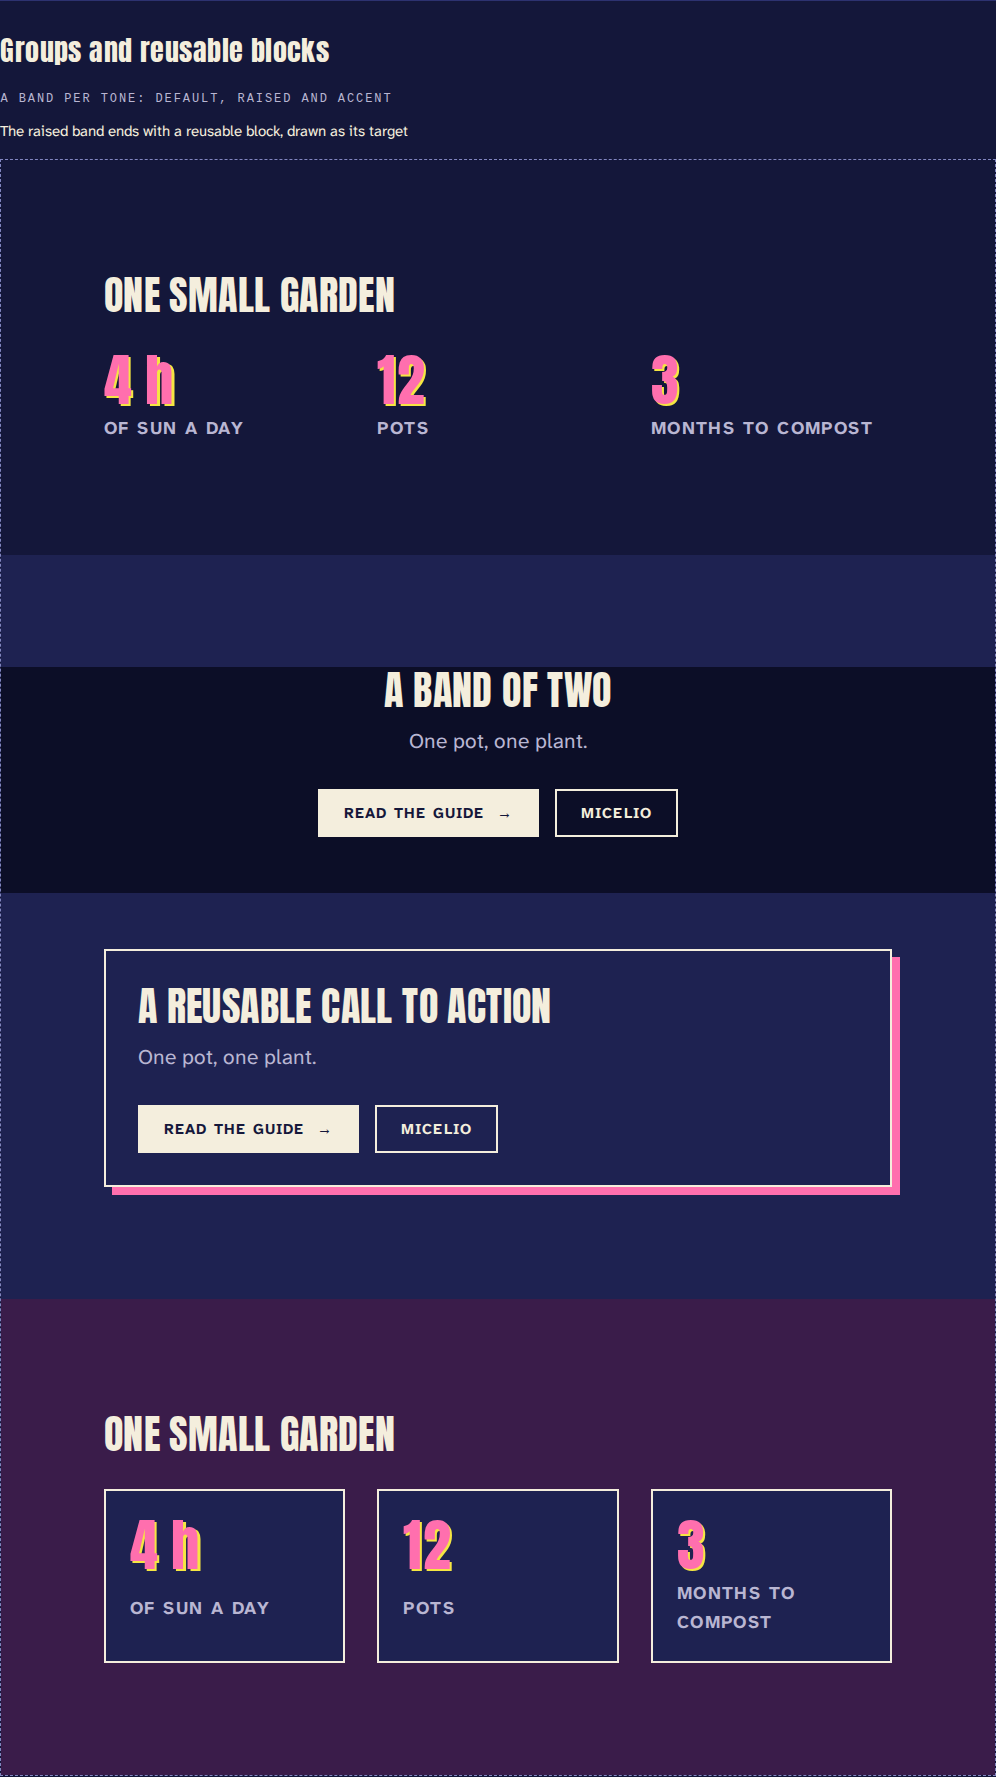 Groups and reusable blocks
A BAND PER TONE: DEFAULT, RAISED AND ACCENT
The raised band ends with a reusable block, drawn as its target
ONE SMALL GARDEN
4 h 12 3
OF SUN A DAY POTS MONTHS TO COMPOST
A BAND OF TWO
One pot, one plant.
READ THE GUIDE → MICELIO
A REUSABLE CALL TO ACTION
One pot, one plant.
READ THE GUIDE → MICELIO
ONE SMALL GARDEN
4 h
OF SUN A DAY
12
POTS
3
MONTHS TO
COMPOST